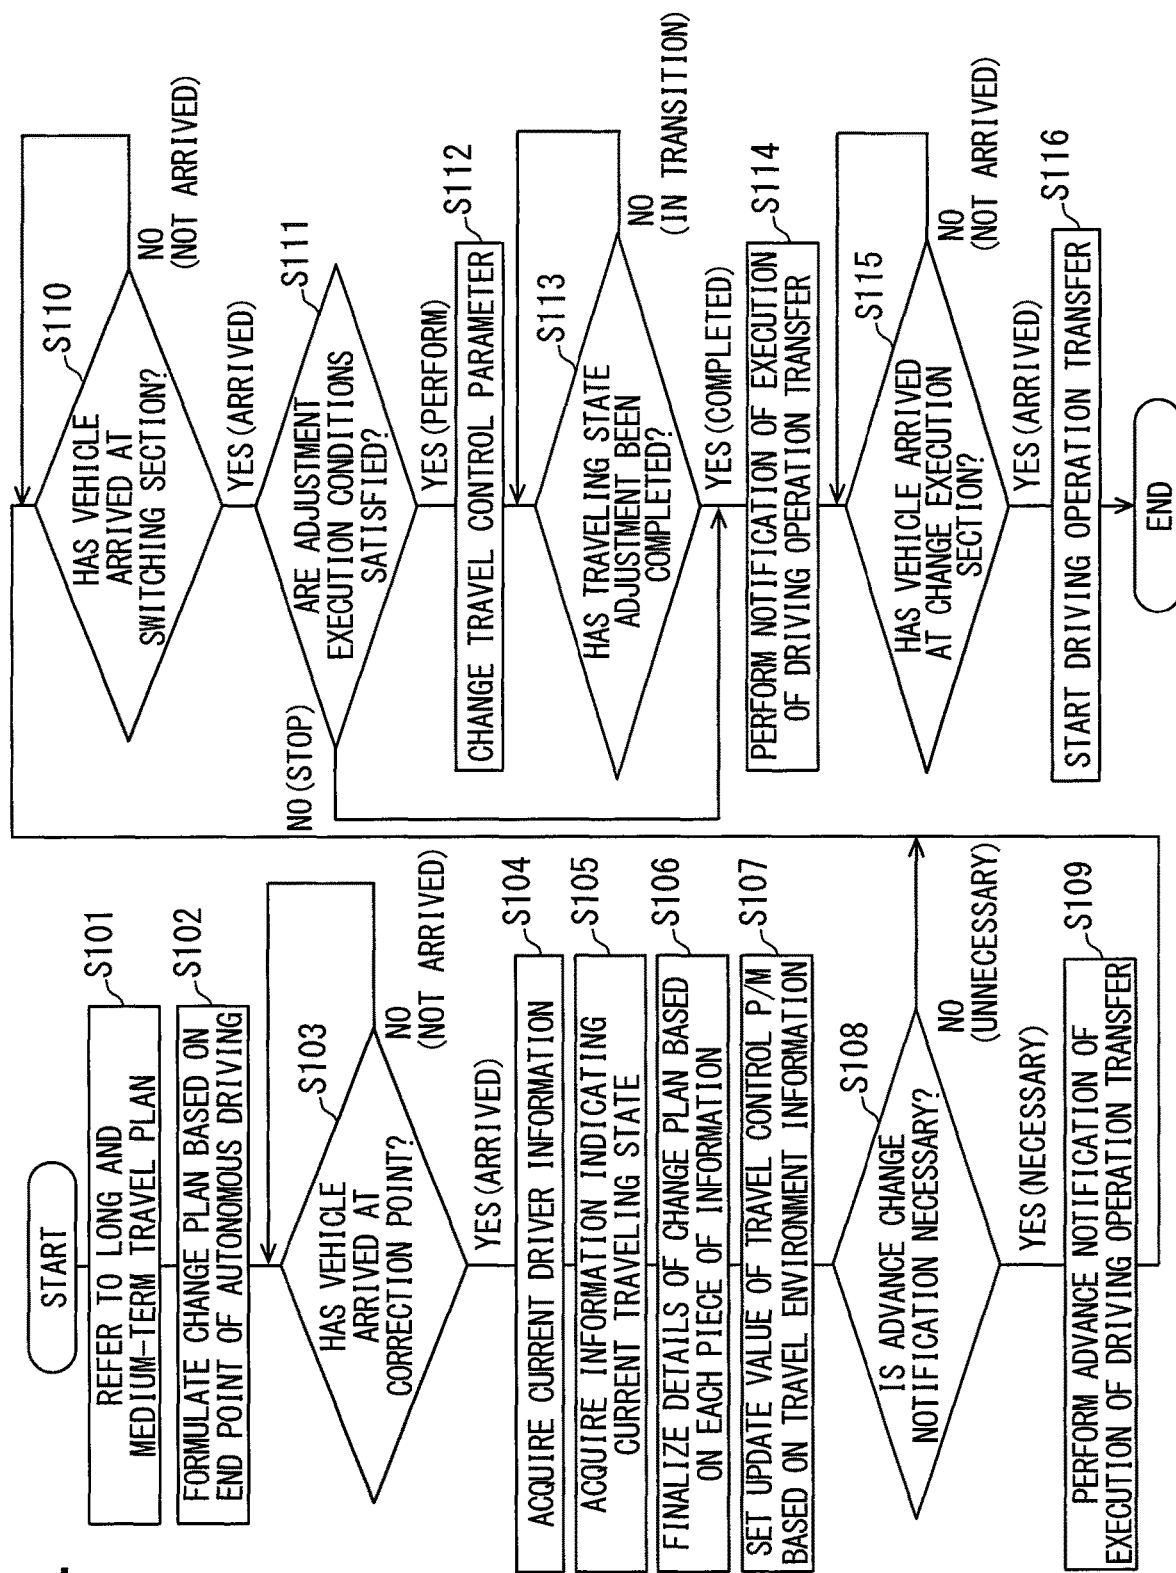 START
REFER TO LONG AND
MEDIUM-TERM TRAVEL PLAN
S101
FORMULATE CHANGE PLAN BASED ON
END POINT OF AUTONOMOUS DRIVING
S102
HAS VEHICLE
ARRIVED AT
CORRECTION POINT?
S103
NO
(NOT ARRIVED)
YES(ARRIVED)
ACQUIRE CURRENT DRIVER INFORMATION
S104
ACQUIRE INFORMATION INDICATING
CURRENT TRAVELING STATE
S105
FINALIZE DETAILS OF CHANGE PLAN BASED
ON EACH PIECE OF INFORMATION
S106
SET UPDATE VALUE OF TRAVEL CONTROL P/M
BASED ON TRAVEL ENVIRONMENT INFORMATION
S107
IS ADVANCE CHANGE
NOTIFICATION NECESSARY?
S108
NO
(UNNECESSARY)
YES(NECESSARY)
PERFORM ADVANCE NOTIFICATION OF
EXECUTION OF DRIVING OPERATION TRANSFER
S109
HAS VEHICLE
ARRIVED AT
SWITCHING SECTION?
S110
NO
(NOT ARRIVED)
YES(ARRIVED)
ARE ADJUSTMENT
EXECUTION CONDITIONS
SATISFIED?
S111
NO(STOP)
YES(PERFORM)
CHANGE TRAVEL CONTROL PARAMETER
S112
HAS TRAVELING STATE
ADJUSTMENT BEEN
COMPLETED?
S113
NO
(IN TRANSITION)
YES(COMPLETED)
PERFORM NOTIFICATION OF EXECUTION
OF DRIVING OPERATION TRANSFER
S114
HAS VEHICLE ARRIVED
AT CHANGE EXECUTION
SECTION?
S115
NO
(NOT ARRIVED)
YES(ARRIVED)
START DRIVING OPERATION TRANSFER
S116
END